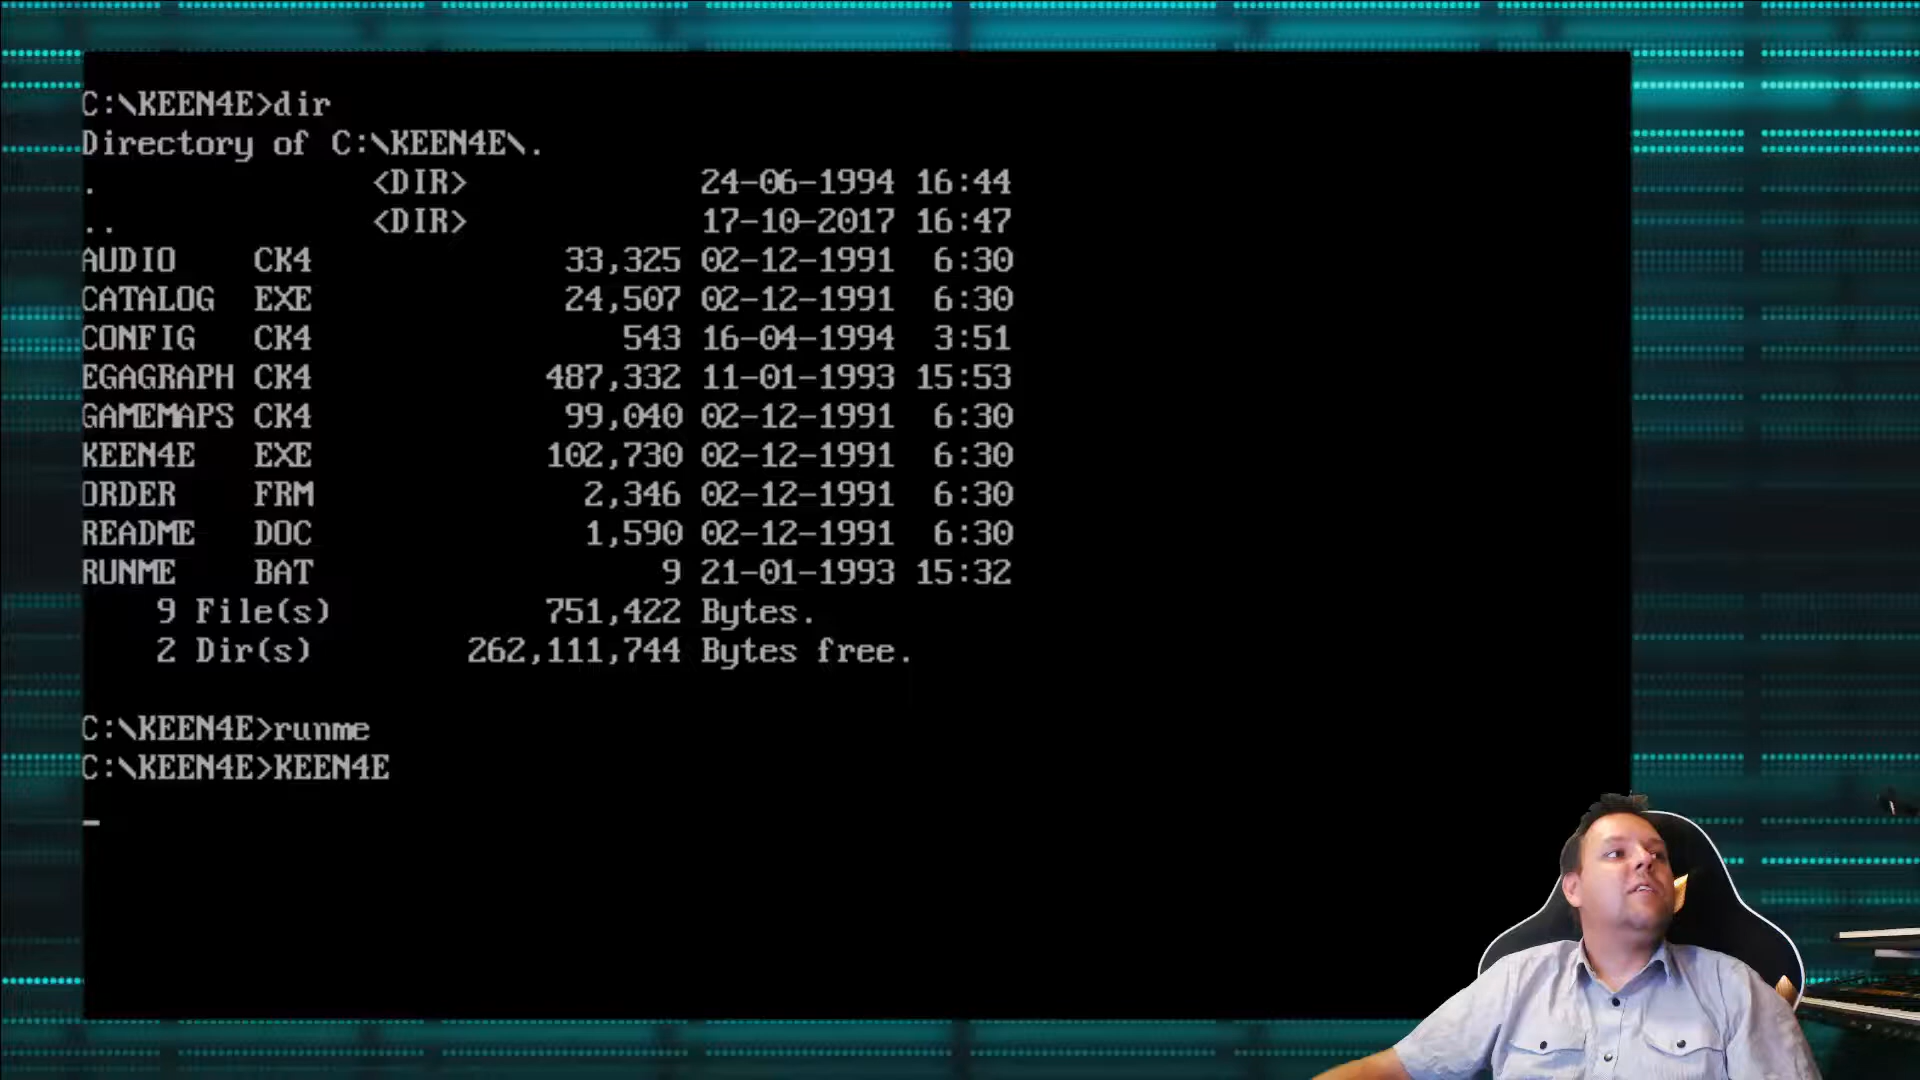 C:\KEEN4E>dir
Directory of C:\KEEN4E\.
. <DIR> 24-06-1994 16:44
.. <DIR> 17-10-2017 16:47
AUDIO CK4 33,325 02-12-1991 6:30
CATALOG EXE 24,507 02-12-1991 6:30
CONFIG CK4 543 16-04-1994 3:51
EGAGRAPH CK4 487,332 11-01-1993 15:53
GAMEMAPS CK4 99,040 02-12-1991 6:30
KEEN4E EXE 102,730 02-12-1991 6:30
ORDER FRM 2,346 02-12-1991 6:30
README DOC 1,590 02-12-1991 6:30
RUNME BAT 9 21-01-1993 15:32
9 File(s) 751,422 Bytes.
2 Dir(s) 262,111,744 Bytes free.
C:\KEEN4E>runme
C:\KEEN4E>KEEN4E
_